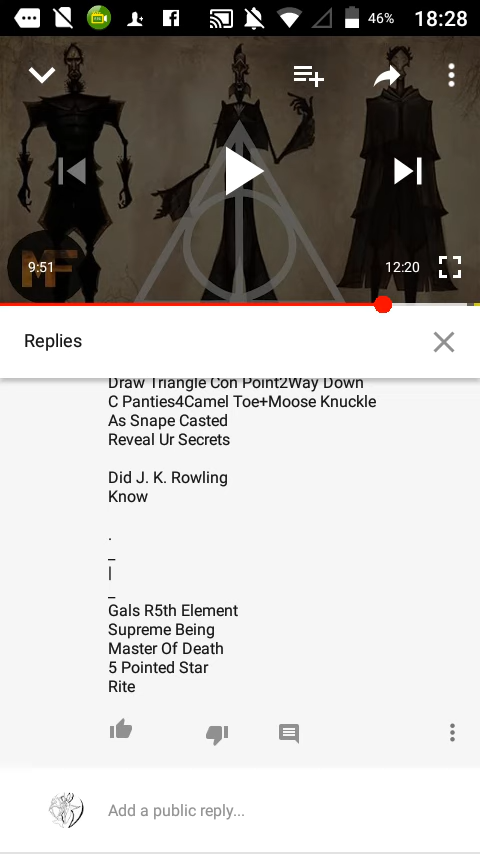 46% 18:28
MF
9:51 12:20
Replies
Draw Triangle Con Point2Way Down
C Panties4Camel Toe+Moose Knuckle
As Snape Casted
Reveal Ur Secrets
Did J. K. Rowling
Know
.
_
|
_
Gals R5th Element
Supreme Being
Master Of Death
5 Pointed Star
Rite
Add a public reply...